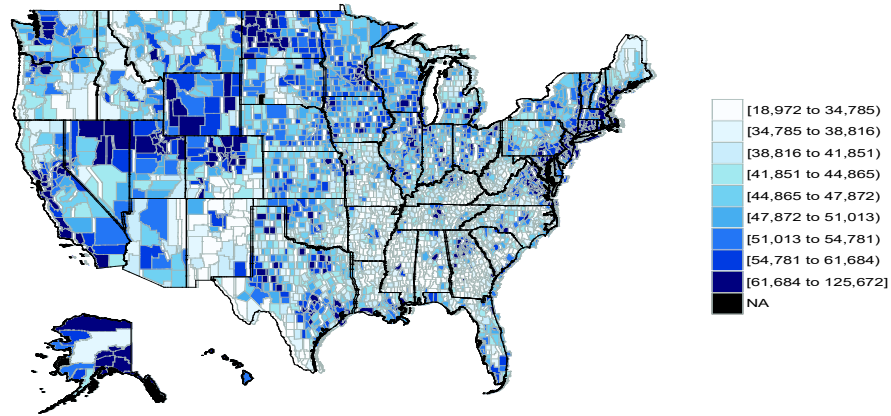 [18,972 to 34,785)
[34,785 to 38,816)
[38,816 to 41,851)
[41,851 to 44,865)
[44,865 to 47,872)
[47,872 to 51,013)
[51,013 to 54,781)
[54,781 to 61,684)
[61,684 to 125,672]
NA